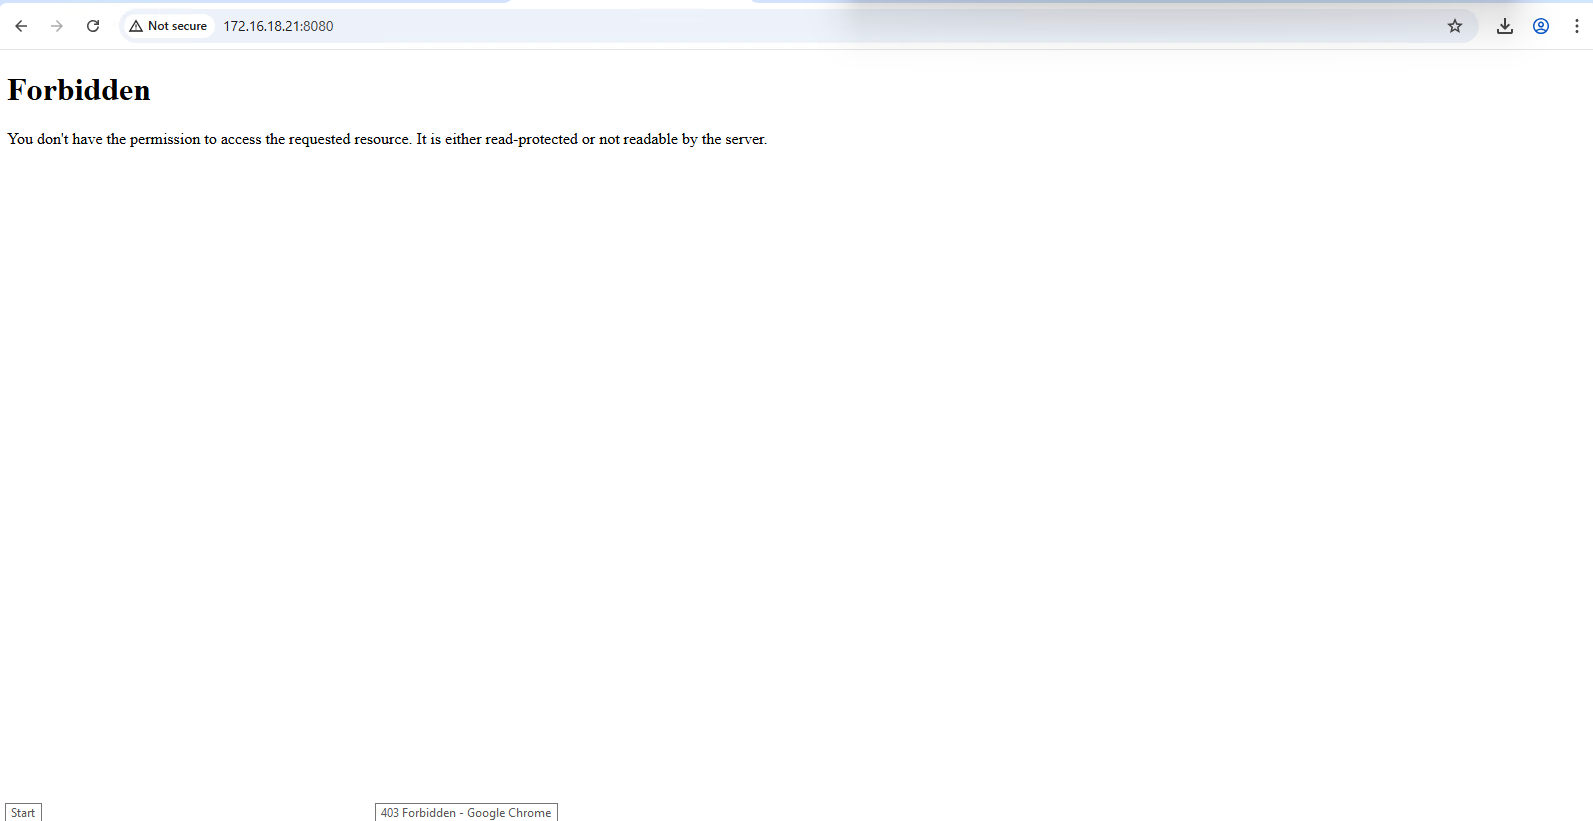 Not secure 172.16.18.21:8080
Forbidden
You don't have the permission to access the requested resource. It is either read-protected or not readable by the server.
Start 403 Forbidden - Google Chrome